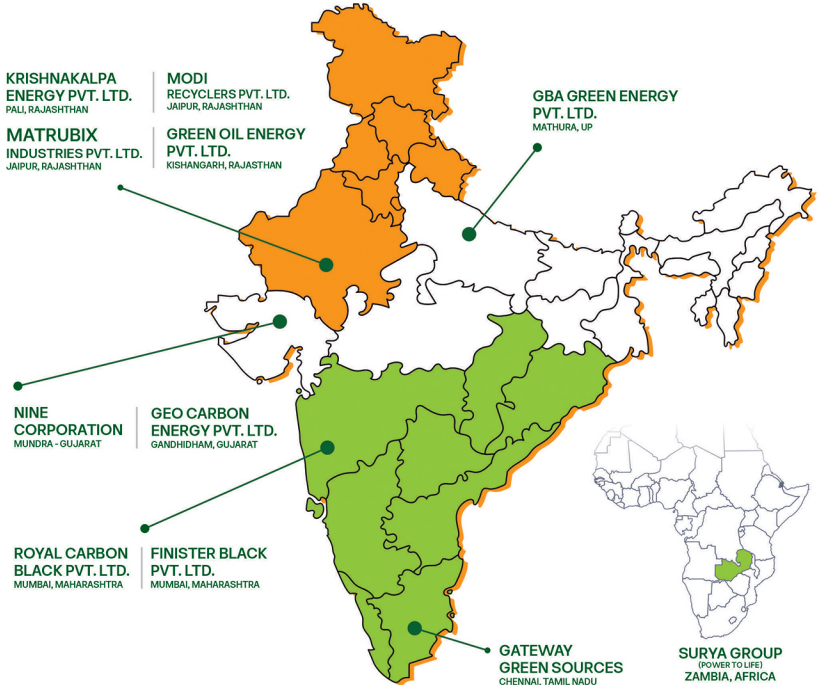 KRISHNAKALPA
ENERGY PVT. LTD.
PALI, RAJASHTHAN
MODI
RECYCLERS PVT. LTD.
JAIPUR, RAJASHTHAN
MATRUBIX
INDUSTRIES PVT. LTD.
JAIPUR, RAJASHTHAN
GREEN OIL ENERGY
PVT. LTD.
KISHANGARH, RAJASTHAN
GBA GREEN ENERGY
PVT. LTD.
MATHURA, UP
NINE
CORPORATION
MUNDRA - GUJARAT
GEO CARBON
ENERGY PVT. LTD.
GANDHIDHAM, GUJARAT
ROYAL CARBON
BLACK PVT. LTD.
MUMBAI, MAHARASHTRA
FINISTER BLACK
PVT. LTD.
MUMBAI, MAHARASHTRA
GATEWAY
GREEN SOURCES
CHENNAI, TAMIL NADU
SURYA GROUP
(POWER TO LIFE)
ZAMBIA, AFRICA